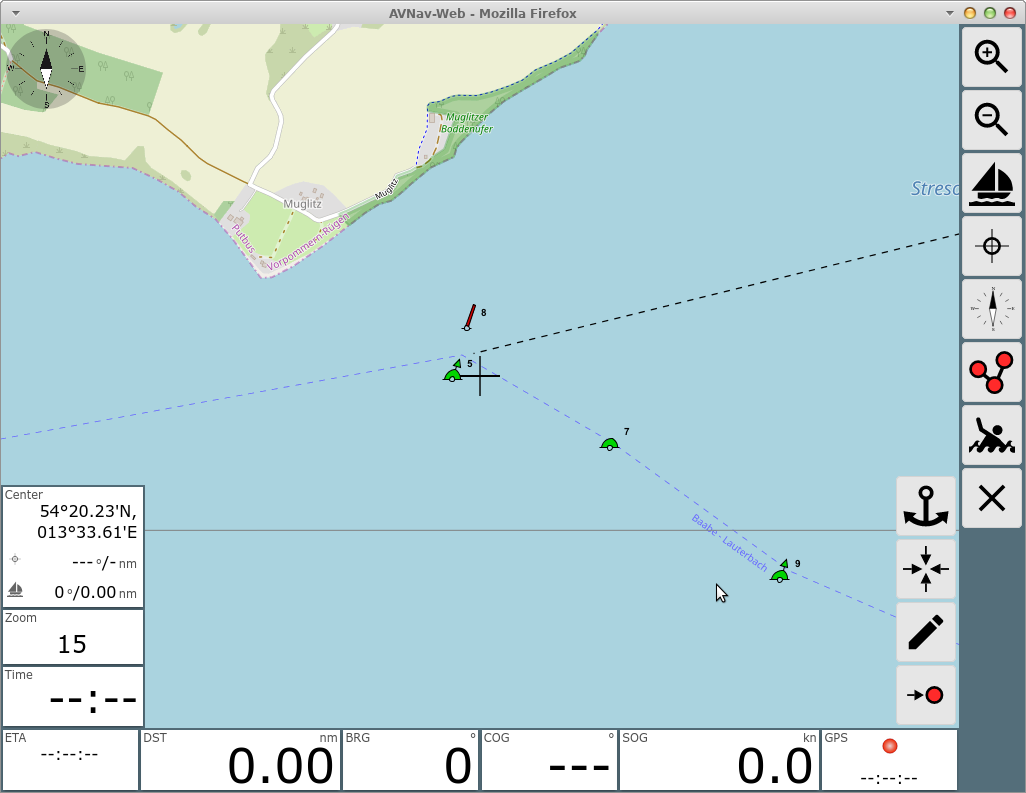 AVNav-Web - Mozilla Firefox
N
W
E
S
Muglitzer
Boddenufer
Muglitz
Muglitz
Putbus
Vorpommern-Rügen
Streso
8
5
7
9
Baabe - Lauterbach
Center
54°20.23'N,
013°33.61'E
---°/- nm
0°/0.00 nm
Zoom
15
Time
--:--
ETA
--:--:--
DST nm
0.00
BRG °
0
COG °
---
SOG kn
0.0
GPS
--:--:--